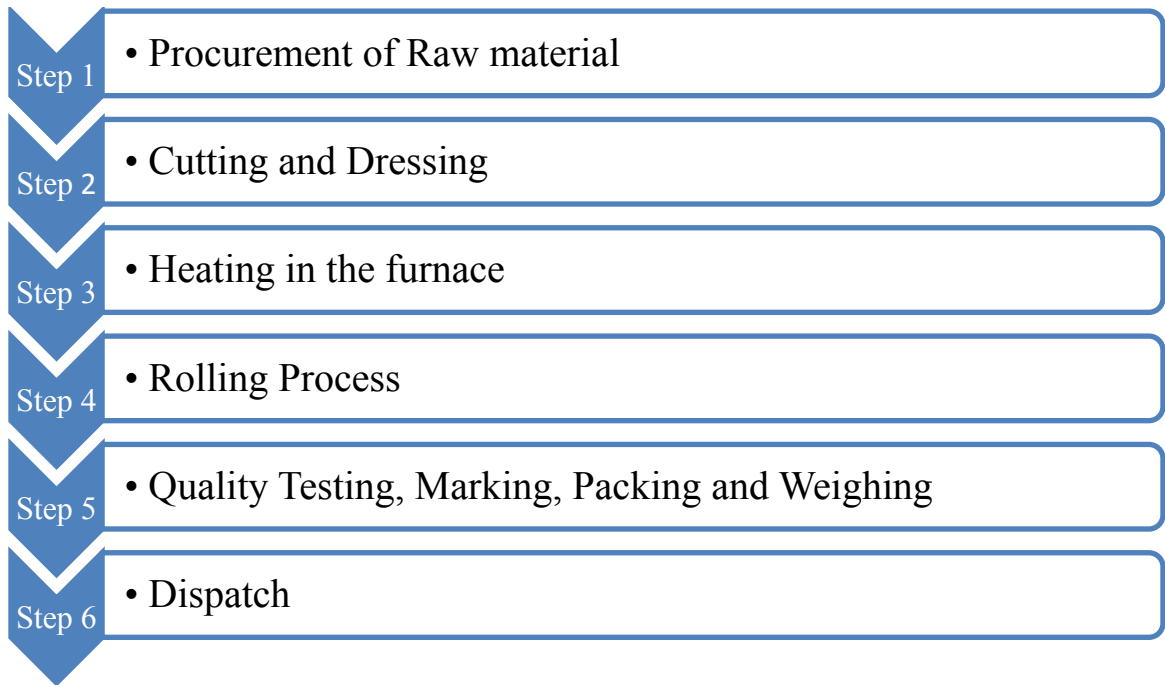 Step 1
• Procurement of Raw material
Step 2
• Cutting and Dressing
Step 3
• Heating in the furnace
Step 4
• Rolling Process
Step 5
• Quality Testing, Marking, Packing and Weighing
Step 6
• Dispatch